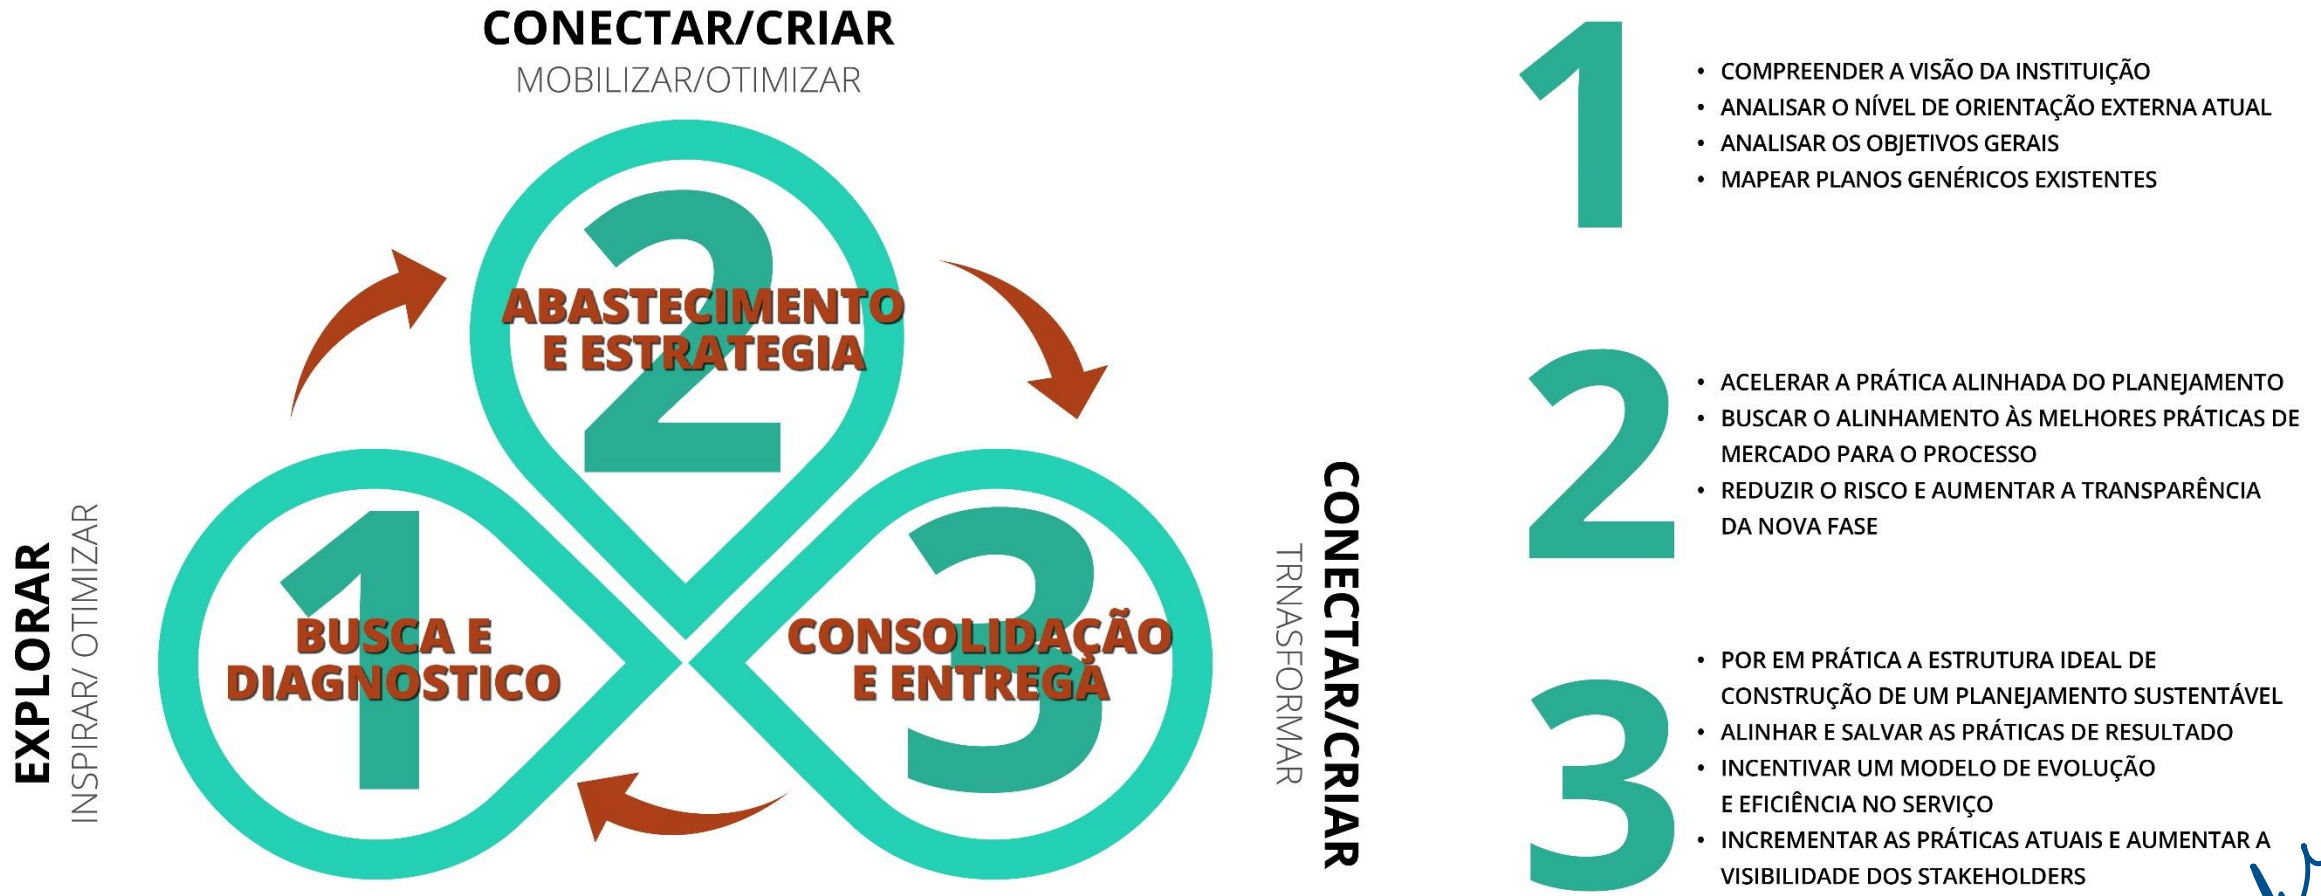 CONECTAR/CRIAR
MOBILIZAR/OTIMIZAR
2
ABASTECIMENTO
E ESTRATEGIA
EXPLORAR
INSPIRAR/ OTIMIZAR
1
BUSCA E
DIAGNOSTICO
3
CONSOLIDAÇÃO
E ENTREGA
CONECTAR/CRIAR
TRNASFORMAR
1
• COMPREENDER A VISÃO DA INSTITUIÇÃO
• ANALISAR O NÍVEL DE ORIENTAÇÃO EXTERNA ATUAL
• ANALISAR OS OBJETIVOS GERAIS
• MAPEAR PLANOS GENÉRICOS EXISTENTES
2
• ACELERAR A PRÁTICA ALINHADA DO PLANEJAMENTO
• BUSCAR O ALINHAMENTO ÀS MELHORES PRÁTICAS DE
MERCADO PARA O PROCESSO
• REDUZIR O RISCO E AUMENTAR A TRANSPARÊNCIA
DA NOVA FASE
3
• POR EM PRÁTICA A ESTRUTURA IDEAL DE
CONSTRUÇÃO DE UM PLANEJAMENTO SUSTENTÁVEL
• ALINHAR E SALVAR AS PRÁTICAS DE RESULTADO
• INCENTIVAR UM MODELO DE EVOLUÇÃO
E EFICIÊNCIA NO SERVIÇO
• INCREMENTAR AS PRÁTICAS ATUAIS E AUMENTAR A
VISIBILIDADE DOS STAKEHOLDERS